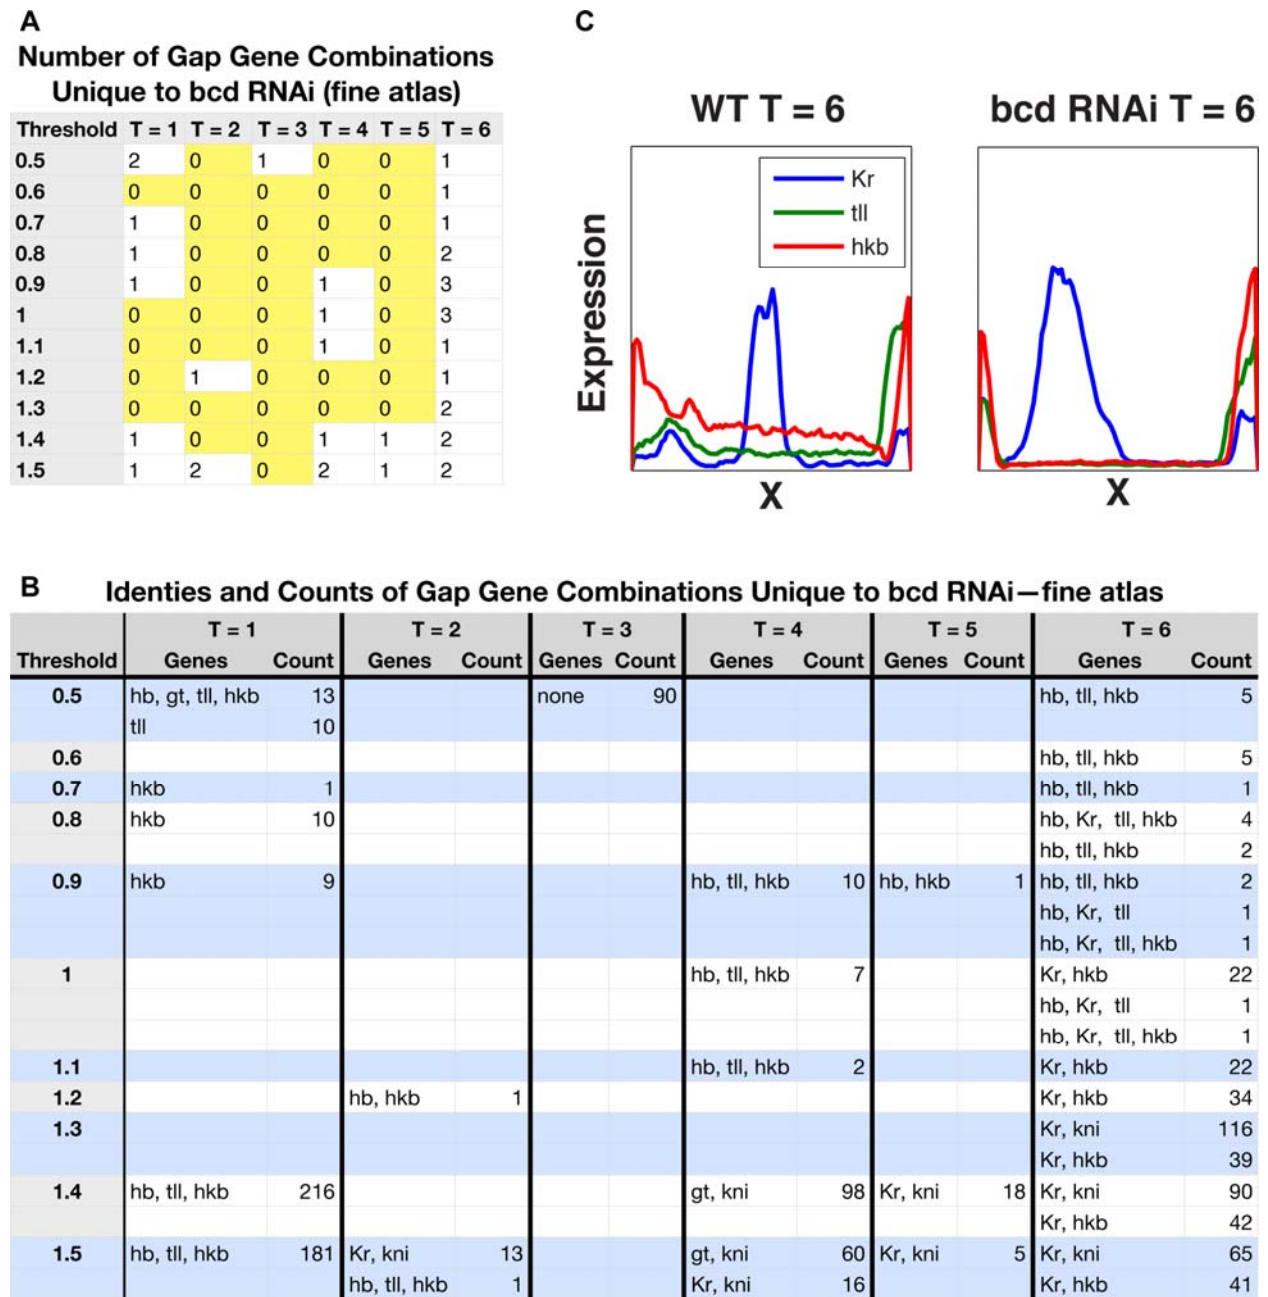 A
Number of Gap Gene Combinations
Unique to bcd RNAi (fine atlas)
Threshold T = 1 T = 2 T = 3 T = 4 T = 5 T = 6
0.5 2 0 1 0 0 1
0.6 0 0 0 0 0 1
0.7 1 0 0 0 0 1
0.8 1 0 0 0 0 2
0.9 1 0 0 1 0 3
1 0 0 0 1 0 3
1.1 0 0 0 1 0 1
1.2 0 1 0 0 0 1
1.3 0 0 0 0 0 2
1.4 1 0 0 1 1 2
1.5 1 2 0 2 1 2
C
WT T = 6
Kr
tll
hkb
Expression
X
bcd RNAi T = 6
X
B
Identies and Counts of Gap Gene Combinations Unique to bcd RNAi—fine atlas
T = 1 T = 2 T = 3 T = 4 T = 5 T = 6
Threshold Genes Count Genes Count Genes Count Genes Count Genes Count Genes Count
0.5 hb, gt, tll, hkb 13 none 90 hb, tll, hkb 5
tll 10
0.6 hb, tll, hkb 5
0.7 hkb 1 hb, tll, hkb 1
0.8 hkb 10 hb, Kr, tll, hkb 4
hb, tll, hkb 2
0.9 hkb 9 hb, tll, hkb 10 hb, hkb 1 hb, tll, hkb 2
hb, Kr, tll 1
hb, Kr, tll, hkb 1
1 hb, tll, hkb 7 Kr, hkb 22
hb, Kr, tll 1
hb, Kr, tll, hkb 1
1.1 hb, tll, hkb 2 Kr, hkb 22
1.2 hb, hkb 1 Kr, hkb 34
1.3 Kr, kni 116
Kr, hkb 39
1.4 hb, tll, hkb 216 gt, kni 98 Kr, kni 18 Kr, kni 90
Kr, hkb 42
1.5 hb, tll, hkb 181 Kr, kni 13 gt, kni 60 Kr, kni 5 Kr, kni 65
hb, tll, hkb 1 Kr, kni 16 Kr, hkb 41